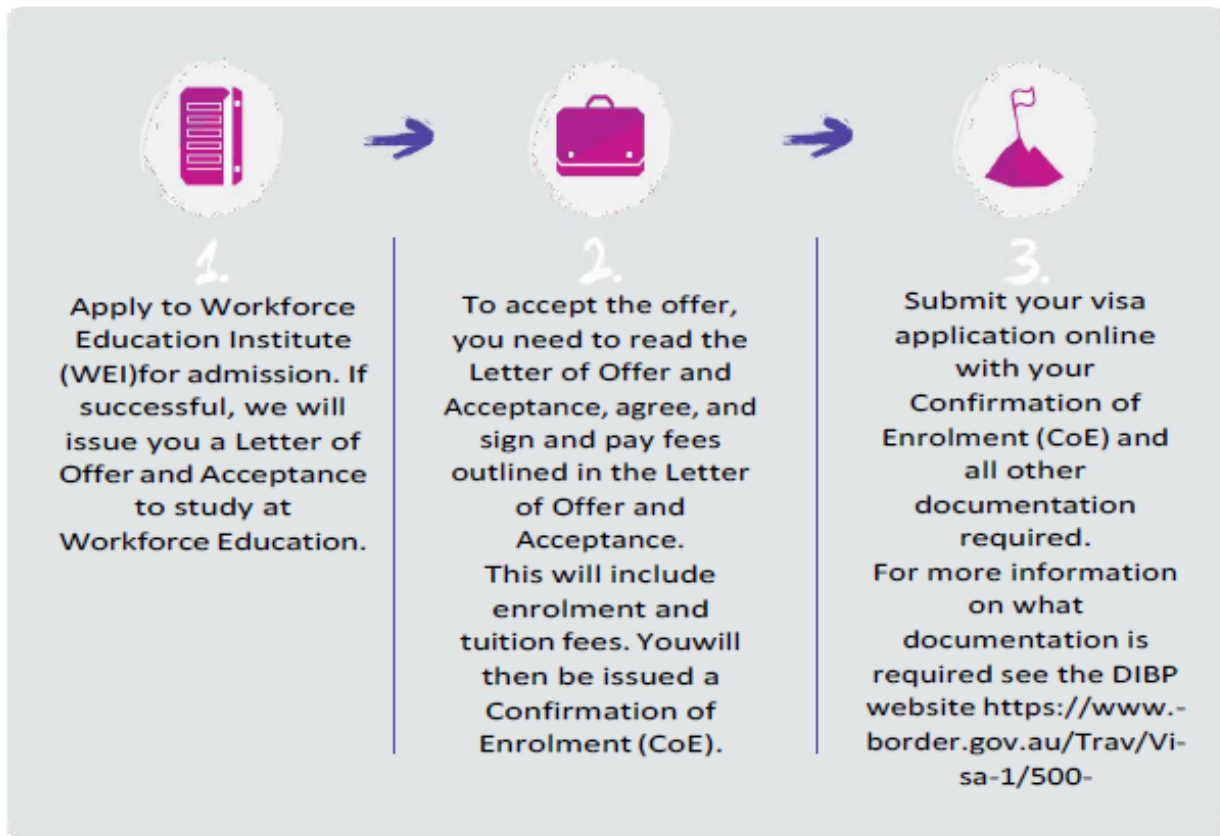 1.
Apply to Workforce
Education Institute
(WEI)for admission. If
successful, we will
issue you a Letter of
Offer and Acceptance
to study at
Workforce Education.
2.
To accept the offer,
you need to read the
Letter of Offer and
Acceptance, agree, and
sign and pay fees
outlined in the Letter
of Offer and
Acceptance.
This will include
enrolment and
tuition fees. Youwill
then be issued a
Confirmation of
Enrolment (CoE).
3.
Submit your visa
application online
with your
Confirmation of
Enrolment (CoE) and
all other
documentation
required.
For more information
on what
documentation is
required see the DIBP
website https://www.-
border.gov.au/Trav/Vi-
sa-1/500-